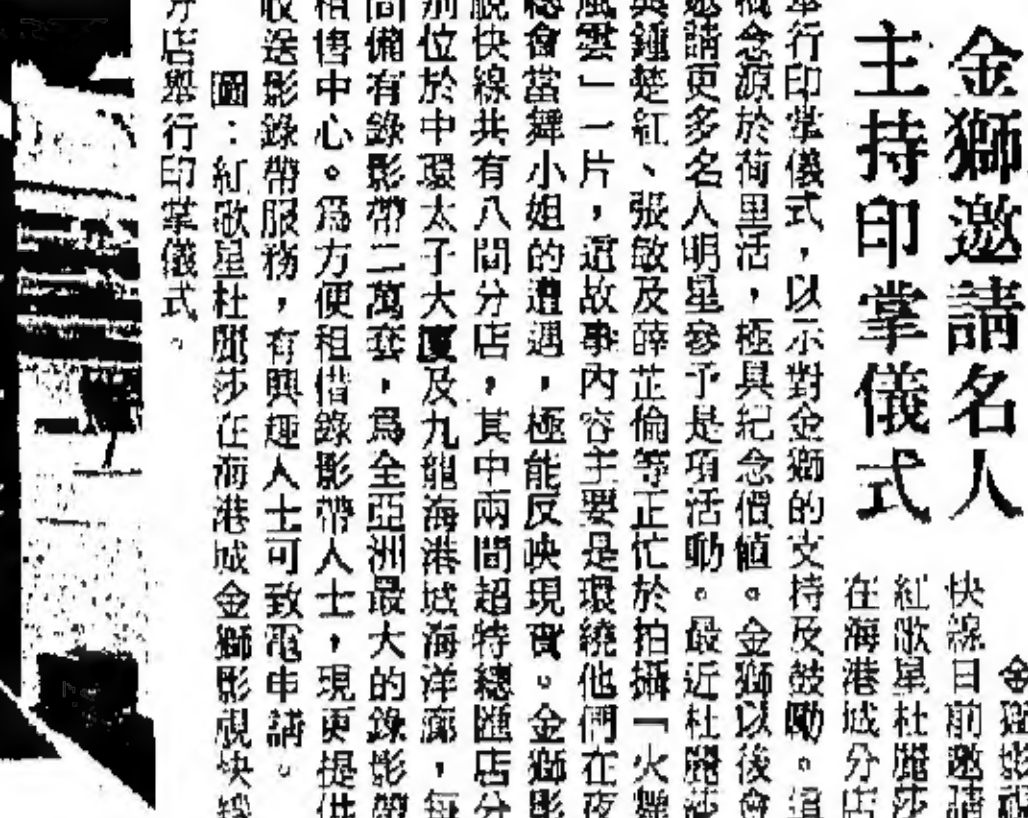 金獅邀請名人
主持印掌儀式
金獅影視
快線日前邀請
紅歌星杜麗莎
在海港城分店
舉行印掌儀式，以示對金獅的支持及鼓勵。這
概念源於荷里活，極具紀念價值。金獅以後會
邀請更多名人明星參予是項活動。最近杜麗莎
與鍾楚紅、張敏及薛芷倫等正忙於拍攝「火舞
風雲」一片，這故事內容主要是環繞他們在夜
總會當舞小姐的遭遇，極能反映現實。金獅影
視快線共有八間分店，其中兩間超特總匯店分
別位於中環太子大廈及九龍海港城海洋廊，每
間備有錄影帶二萬套，爲全亞洲最大的錄影帶
租售中心。爲方便租借錄影帶人士，現更提供
收送影錄帶服務，有興趣人士可致電申請。
圖：紅歌星杜麗莎在海港城金獅影視快線
分店舉行印掌儀式。